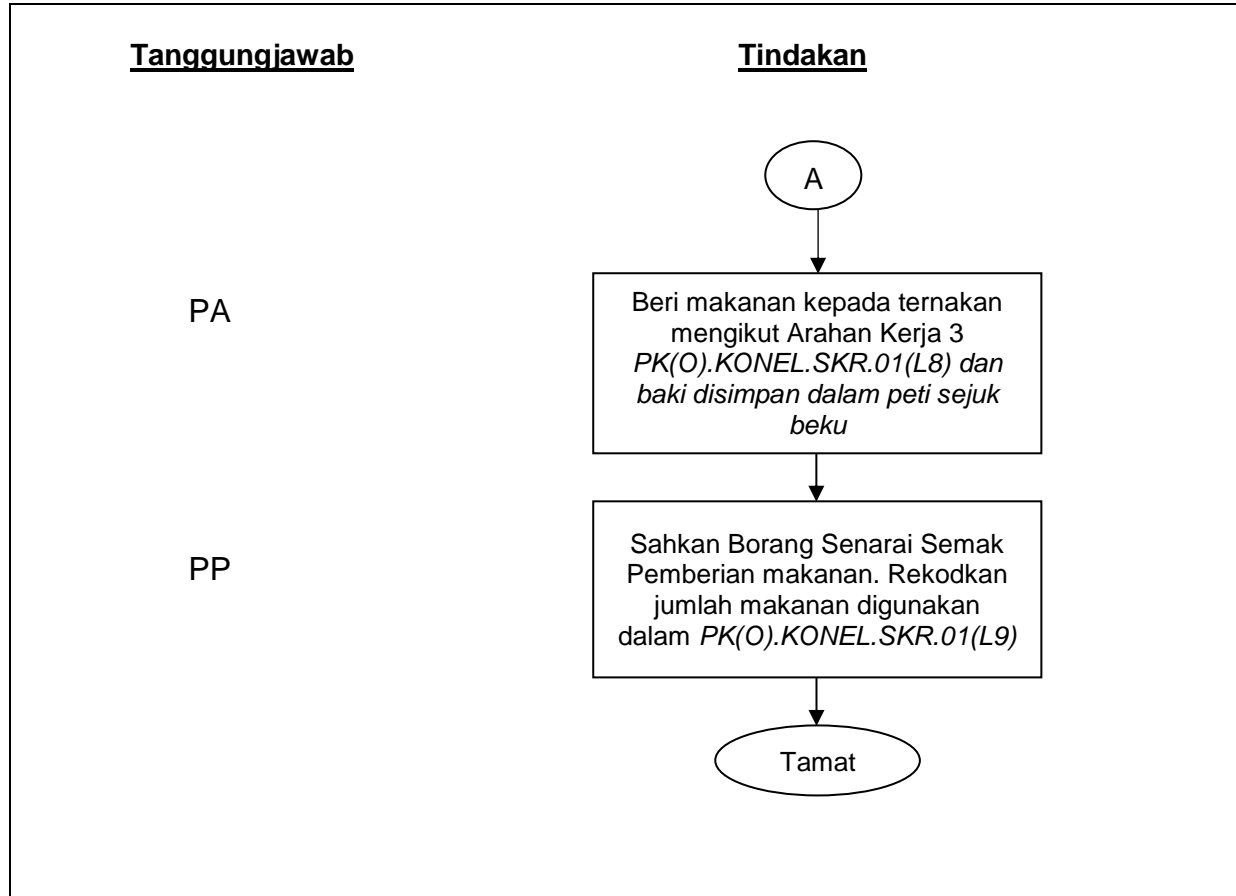 Tanggungjawab
Tindakan
A
PA
Beri makanan kepada ternakan
mengikut Arahan Kerja 3
PK(O).KONEL.SKR.01(L8) dan
baki disimpan dalam peti sejuk
beku
PP
Sahkan Borang Senarai Semak
Pemberian makanan. Rekodkan
jumlah makanan digunakan
dalam PK(O).KONEL.SKR.01(L9)
Tamat